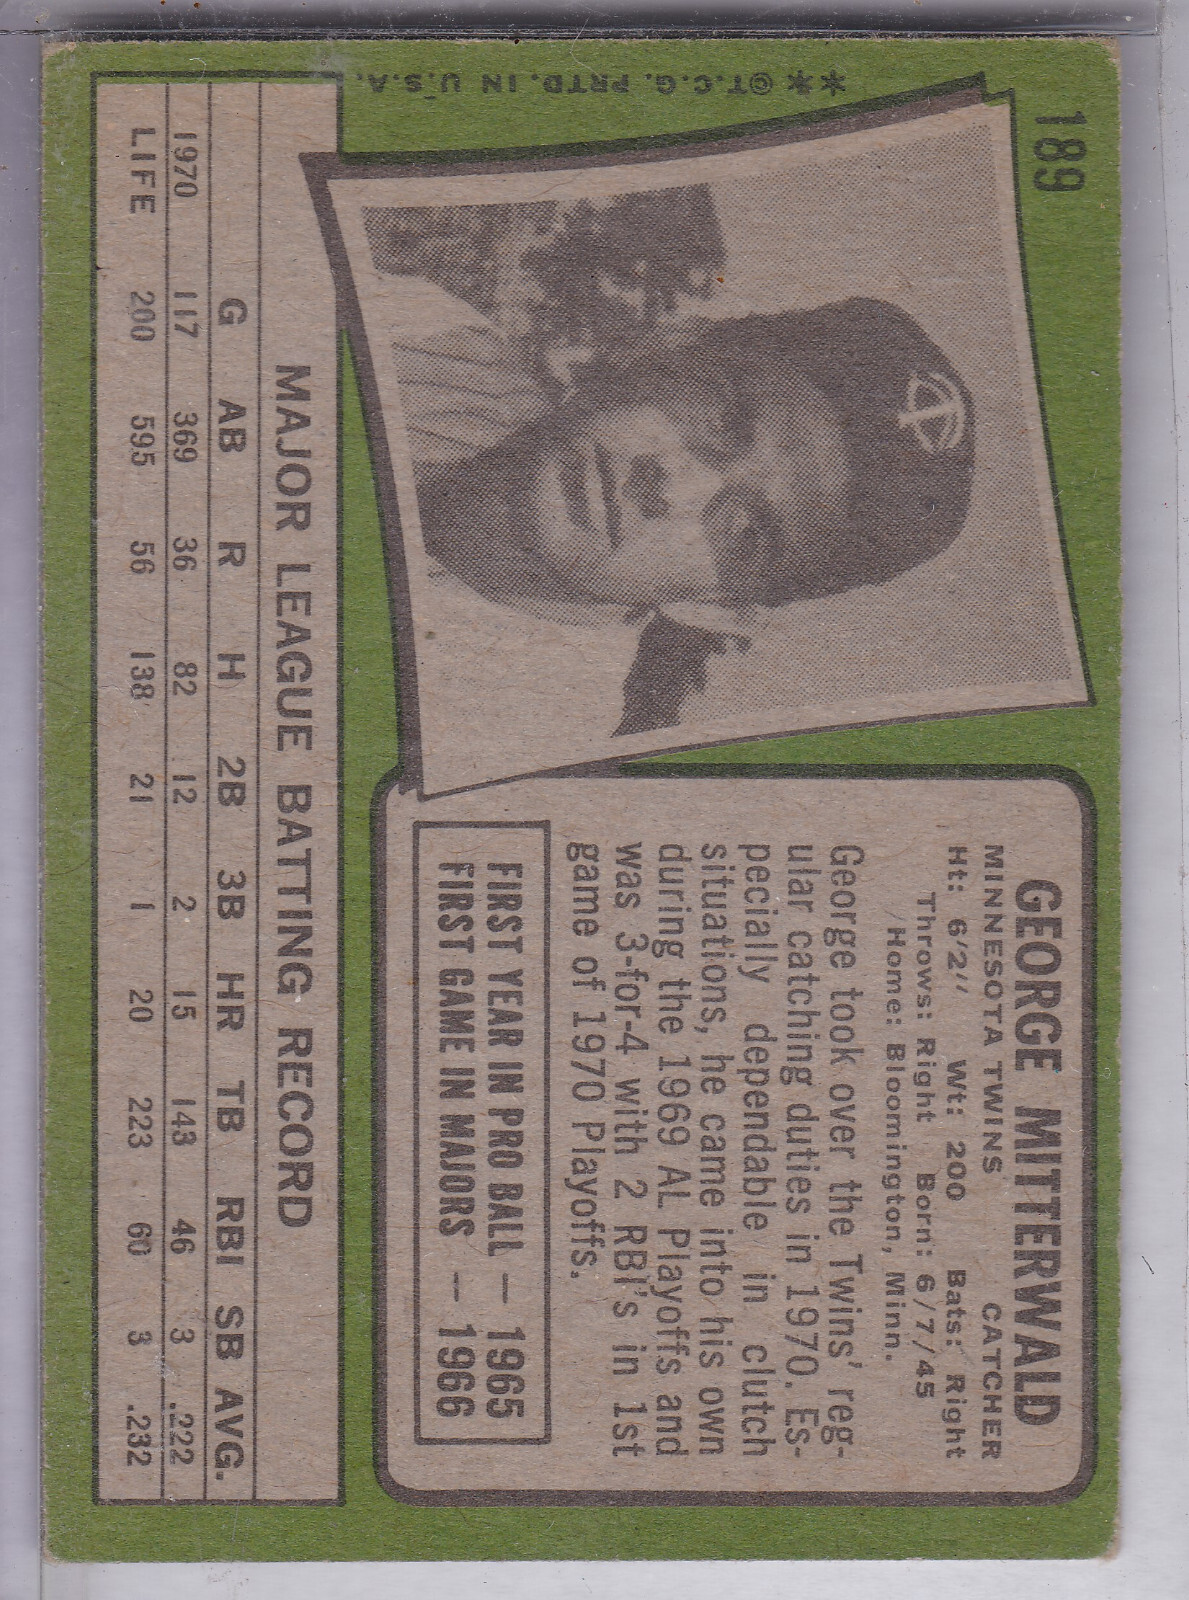 189
GEORGE MITTERWALD
MINNESOTA TWINS CATCHER
Ht: 6'2'' Wt: 200 Bats: Right
Throws: Right Born: 6/7/45
Home: Bloomington, Minn.
George took over the Twins' reg-
ular catching duties in 1970. Es-
pecially dependable in clutch
situations, he came into his own
during the 1969 AL Playoffs and
was 3-for-4 with 2 RBI's in 1st
game of 1970 Playoffs.
FIRST YEAR IN PRO BALL — 1965
FIRST GAME IN MAJORS — 1966
MAJOR LEAGUE BATTING RECORD
G AB R H 2B 3B HR TB RBI SB AVG.
1970 117 369 36 82 12 2 15 143 46 3 .222
LIFE 200 595 56 138 21 1 20 223 60 3 .232
**©T.C.G. PRTD. IN U.S.A.